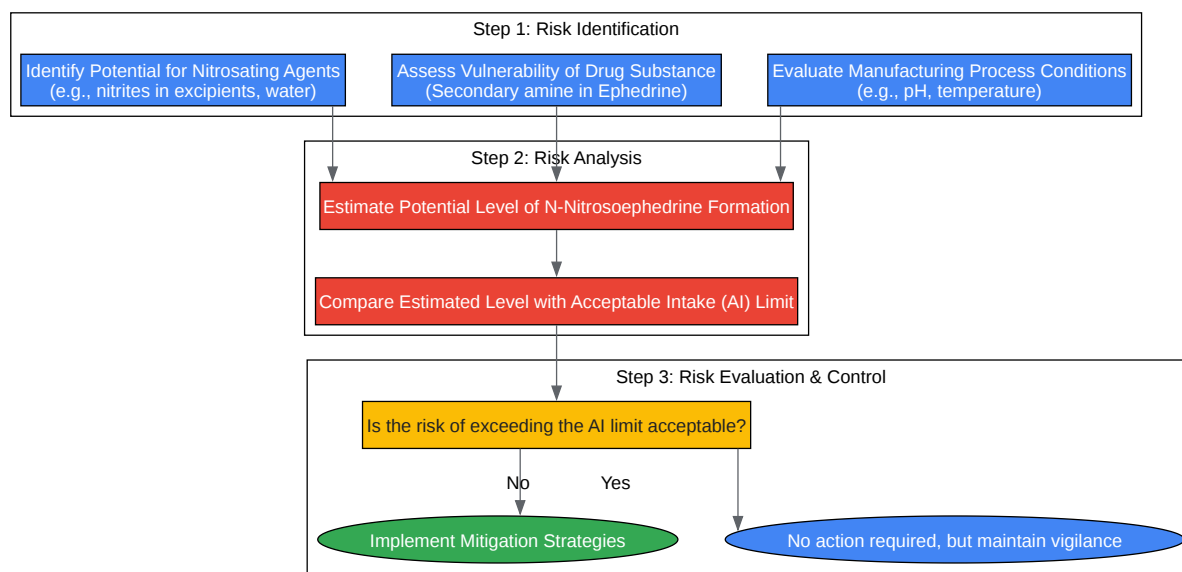 Step 1: Risk Identification
Identify Potential for Nitrosating Agents
(e.g., nitrites in excipients, water)
Assess Vulnerability of Drug Substance
(Secondary amine in Ephedrine)
Evaluate Manufacturing Process Conditions
(e.g., pH, temperature)
Step 2: Risk Analysis
Estimate Potential Level of N-Nitrosoephedrine Formation
Compare Estimated Level with Acceptable Intake (AI) Limit
Step 3: Risk Evaluation & Control
Is the risk of exceeding the AI limit acceptable?
No
Yes
Implement Mitigation Strategies
No action required, but maintain vigilance